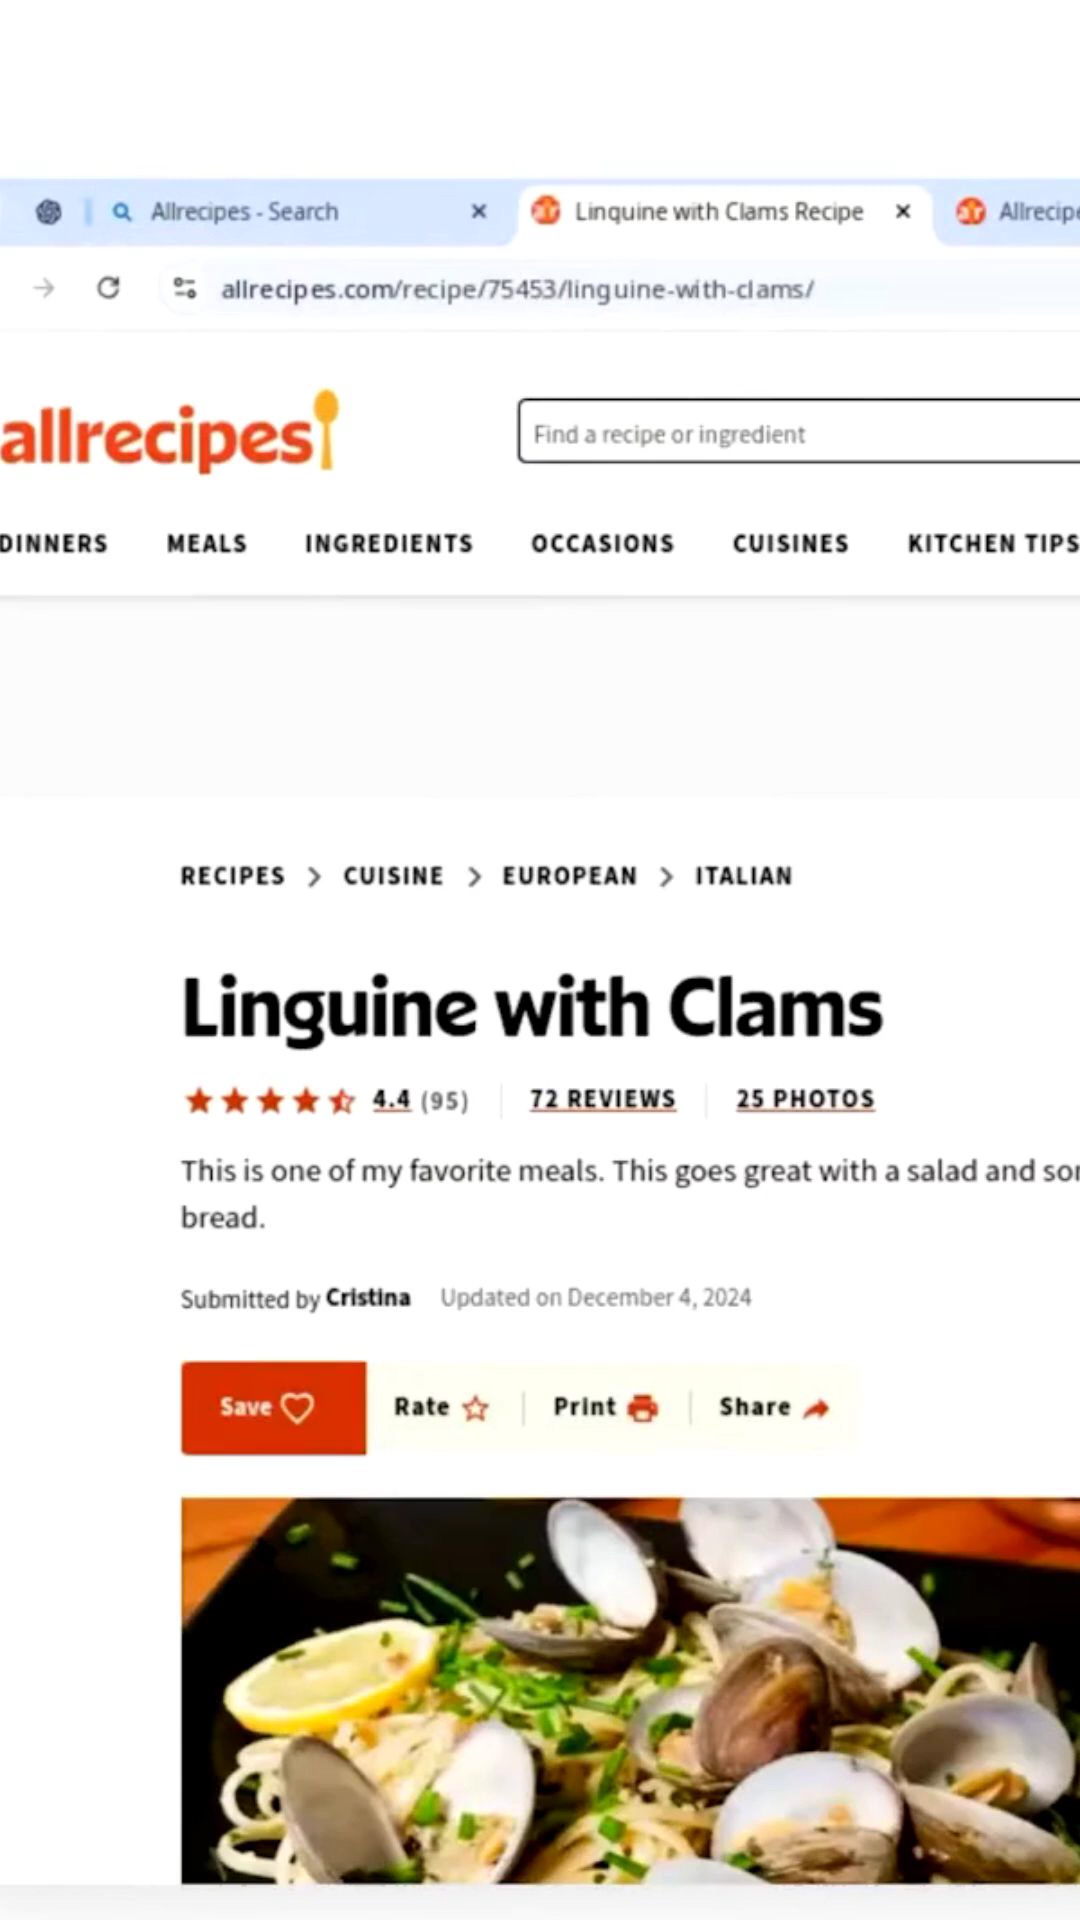 Allrecipes - Search
Linguine with Clams Recipe
allrecipes.com/recipe/75453/linguine-with-clams/
allrecipes
Find a recipe or ingredient
DINNERS MEALS INGREDIENTS OCCASIONS CUISINES KITCHEN TIPS
RECIPES > CUISINE > EUROPEAN > ITALIAN
Linguine with Clams
4.4 (95) 72 REVIEWS 25 PHOTOS
This is one of my favorite meals. This goes great with a salad and
bread.
Submitted by Cristina Updated on December 4, 2024
Save Rate Print Share